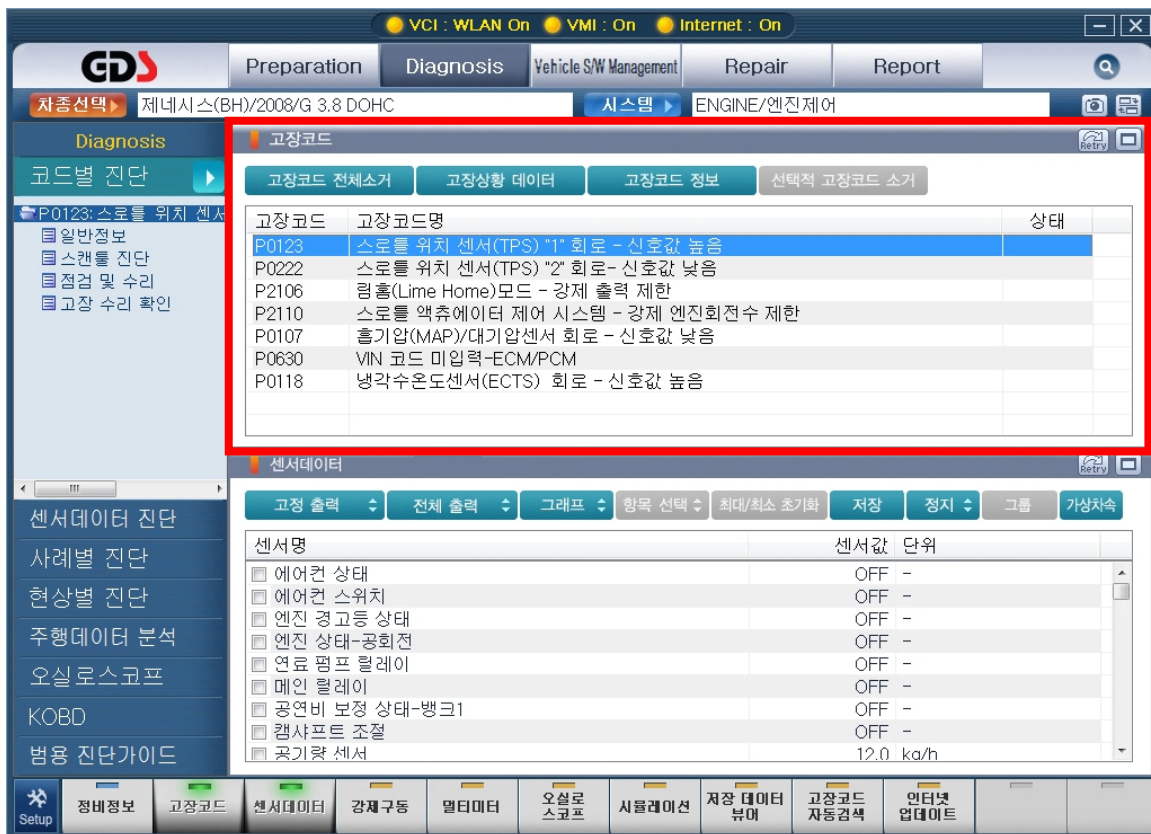 VCI : WLAN On VMI : On Internet : On
GDS Preparation Diagnosis Vehicle S/W Management Repair Report
차종선택 제네시스(BH)/2008/G 3.8 DOHC 시스템 ENGINE/엔진제어
Diagnosis
코드별 진단
P0123:스로틀 위치 센서
일반정보
스캔툴 진단
점검 및 수리
고장 수리 확인
센서데이터 진단
사례별 진단
현상별 진단
주행데이터 분석
오실로스코프
KOBD
범용 진단가이드
고장코드 Retry
고장코드 전체소거 고장상황 데이터 고장코드 정보 선택적 고장코드 소거
고장코드 고장코드명 상태
P0123 스로틀 위치 센서(TPS) "1" 회로 - 신호값 높음
P0222 스로틀 위치 센서(TPS) "2" 회로- 신호값 낮음
P2106 림홈(Lime Home)모드 - 강제 출력 제한
P2110 스로틀 액츄에이터 제어 시스템 - 강제 엔진회전수 제한
P0107 흡기압(MAP)/대기압센서 회로 - 신호값 낮음
P0630 VIN 코드 미입력-ECM/PCM
P0118 냉각수온도센서(ECTS) 회로 - 신호값 높음
센서데이터 Retry
고정 출력 전체 출력 그래프 항목 선택 최대/최소 초기화 저장 정지 그룹 가상차속
센서명 센서값 단위
에어컨 상태 OFF -
에어컨 스위치 OFF -
엔진 경고등 상태 OFF -
엔진 상태-공회전 OFF -
연료 펌프 릴레이 OFF -
메인 릴레이 OFF -
공연비 보정 상태-뱅크1 OFF -
캠샤프트 조절 OFF -
공기량 센서 12.0 kg/h
Setup 정비정보 고장코드 센서데이터 강제구동 멀티미터 오실로스코프 시뮬레이션 저장 데이터 뷰어 고장코드 자동검색 인터넷 업데이트